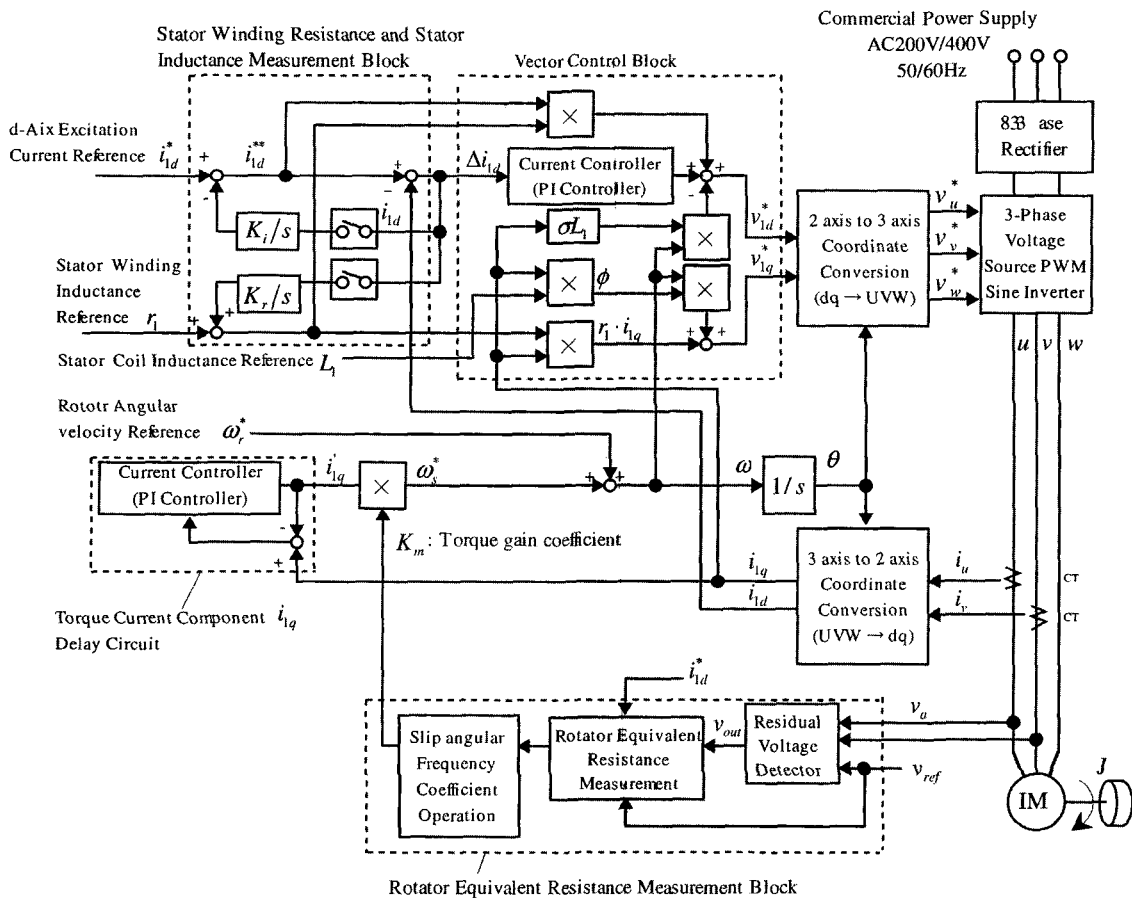 Commercial Power Supply
AC200V/400V
50/60Hz
Stator Winding Resistance and Stator
Inductance Measurement Block
Vector Control Block
d-Aix Excitation
Current Reference
i*1d
+
-
i**1d
+
-
Δi1d
i1d
Ki/s
Kr/s
+
+
Stator Winding
Inductance
Reference
r1
Stator Coil Inductance Reference L1
×
Current Controller
(PI Controller)
+
+
-
σL1
×
×
ϕ
×
×
r1·i1q
+
+
v*1d
v*1q
2 axis to 3 axis
Coordinate
Conversion
(dq → UVW)
v*u
v*v
v*w
833 ase
Rectifier
3-Phase
Voltage
Source PWM
Sine Inverter
u
v
w
Rototr Angular
velocity Reference
ω*r
Current Controller
(PI Controller)
-
+
i'1q
×
ω*s
+
+
ω
1/s
θ
Km : Torque gain coefficient
Torque Current Component
Delay Circuit
i1q
i1q
i1d
3 axis to 2 axis
Coordinate
Conversion
(UVW → dq)
iu
iv
CT
CT
i*1d
Slip angular
Frequency
Coefficient
Operation
Rotator Equivalent
Resistance
Measurement
vout
Residual
Voltage
Detector
va
vref
IM
J
Rotator Equivalent Resistance Measurement Block